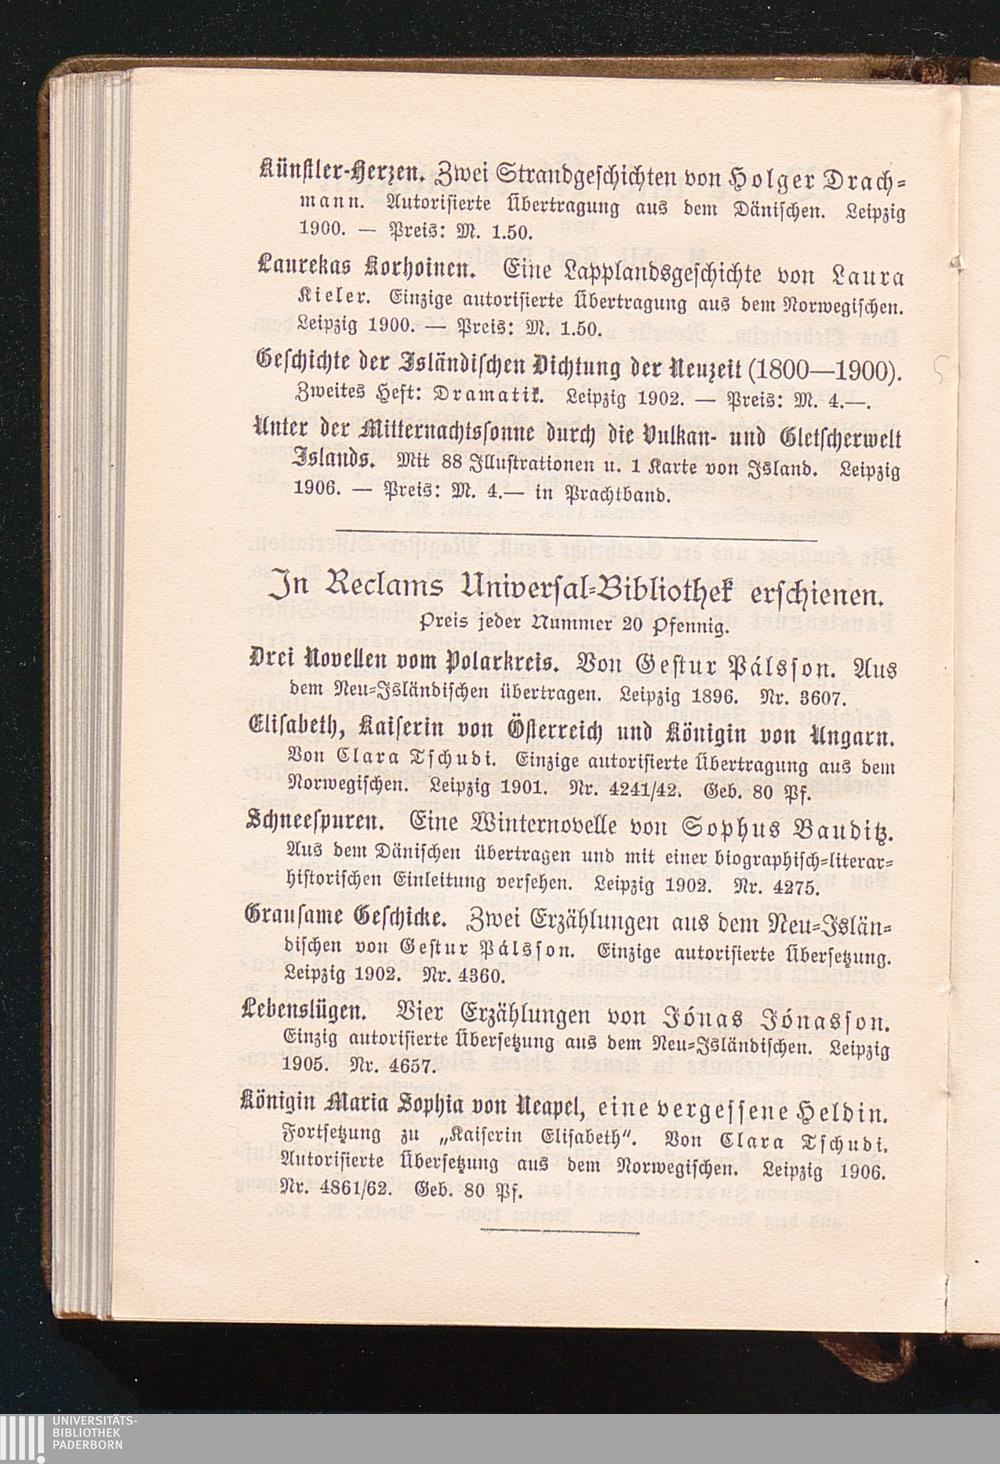 Künstler-Herzen. Zwei Strandgeschichten von Holger Drach-
mann. Autorisierte Übertragung aus dem Dänischen. Leipzig
1900. — Preis: M. 1.50.
Laurekas Korhoinen. Eine Lapplandsgeschichte von Laura
Kieler. Einzige autorisierte Übertragung aus dem Norwegischen.
Leipzig 1900. — Preis: M. 1.50.
Geschichte der Isländischen Dichtung der Neuzeit (1800—1900).
Zweites Heft: Dramatik. Leipzig 1902. — Preis: M. 4.—.
Unter der Mitternachtssonne durch die Vulkan- und Gletscherwelt
Islands. Mit 88 Illustrationen u. 1 Karte von Island. Leipzig
1906. — Preis: M. 4.— in Prachtband.
In Reclams Universal-Bibliothek erschienen.
Preis jeder Nummer 20 Pfennig.
Drei Novellen vom Polarkreis. Von Gestur Pálsson. Aus
dem Neu-Isländischen übertragen. Leipzig 1896. Nr. 3607.
Elisabeth, Kaiserin von Österreich und Königin von Ungarn.
Von Clara Tschudi. Einzige autorisierte Übertragung aus dem
Norwegischen. Leipzig 1901. Nr. 4241/42. Geb. 80 Pf.
Schneespuren. Eine Winternovelle von Sophus Bauditz.
Aus dem Dänischen übertragen und mit einer biographisch-literar-
historischen Einleitung versehen. Leipzig 1902. Nr. 4275.
Grausame Geschicke. Zwei Erzählungen aus dem Neu-Islän-
dischen von Gestur Pálsson. Einzige autorisierte Übersetzung.
Leipzig 1902. Nr. 4360.
Lebenslügen. Vier Erzählungen von Jónas Jónasson.
Einzig autorisierte Übersetzung aus dem Neu-Isländischen. Leipzig
1905. Nr. 4657.
Königin Maria Sophia von Neapel, eine vergessene Heldin.
Fortsetzung zu „Kaiserin Elisabeth“. Von Clara Tschudi.
Autorisierte Übersetzung aus dem Norwegischen. Leipzig 1906.
Nr. 4861/62. Geb. 80 Pf.
UNIVERSITÄTS-
BIBLIOTHEK
PADERBORN